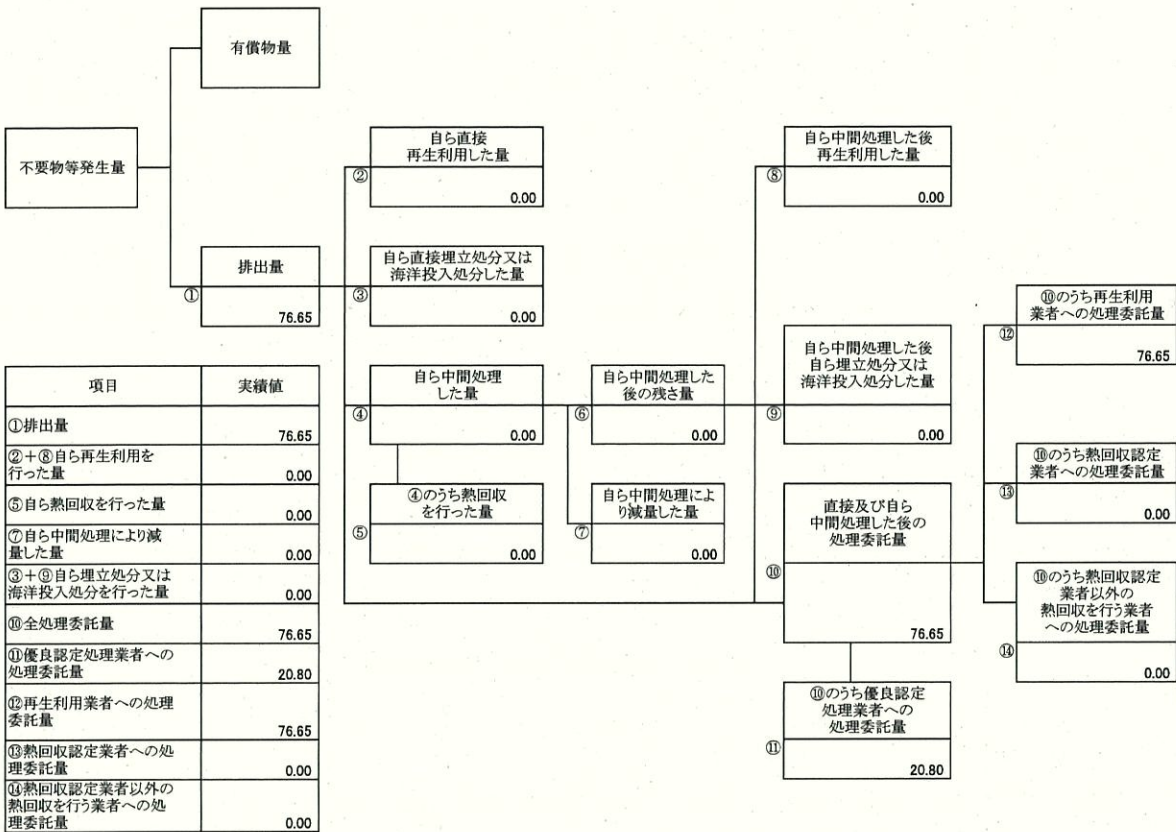 有償物量
不要物等発生量
自ら直接
再生利用した量
②
0.00
自ら中間処理した後
再生利用した量
⑧
0.00
排出量
①
76.65
自ら直接埋立処分又は
海洋投入処分した量
③
0.00
⑩のうち再生利用
業者への処理委託量
⑫
76.65
自ら中間処理
した量
④
0.00
自ら中間処理した
後の残さ量
⑥
0.00
自ら中間処理した後
自ら埋立処分又は
海洋投入処分した量
⑨
0.00
⑩のうち熱回収認定
業者への処理委託量
⑬
0.00
④のうち熱回収
を行った量
⑤
0.00
自ら中間処理によ
り減量した量
⑦
0.00
直接及び自ら
中間処理した後の
処理委託量
⑩
76.65
⑩のうち熱回収認定
業者以外の
熱回収を行う業者
への処理委託量
⑭
0.00
⑩のうち優良認定
処理業者への
処理委託量
⑪
20.80
項目 実績値
①排出量 76.65
②+⑧自ら再生利用を
行った量 0.00
⑤自ら熱回収を行った量 0.00
⑦自ら中間処理により減
量した量 0.00
③+⑨自ら埋立処分又は
海洋投入処分を行った量 0.00
⑩全処理委託量 76.65
⑪優良認定処理業者への
処理委託量 20.80
⑫再生利用業者への処理
委託量 76.65
⑬熱回収認定業者への処
理委託量 0.00
⑭熱回収認定業者以外の
熱回収を行う業者への処
理委託量 0.00